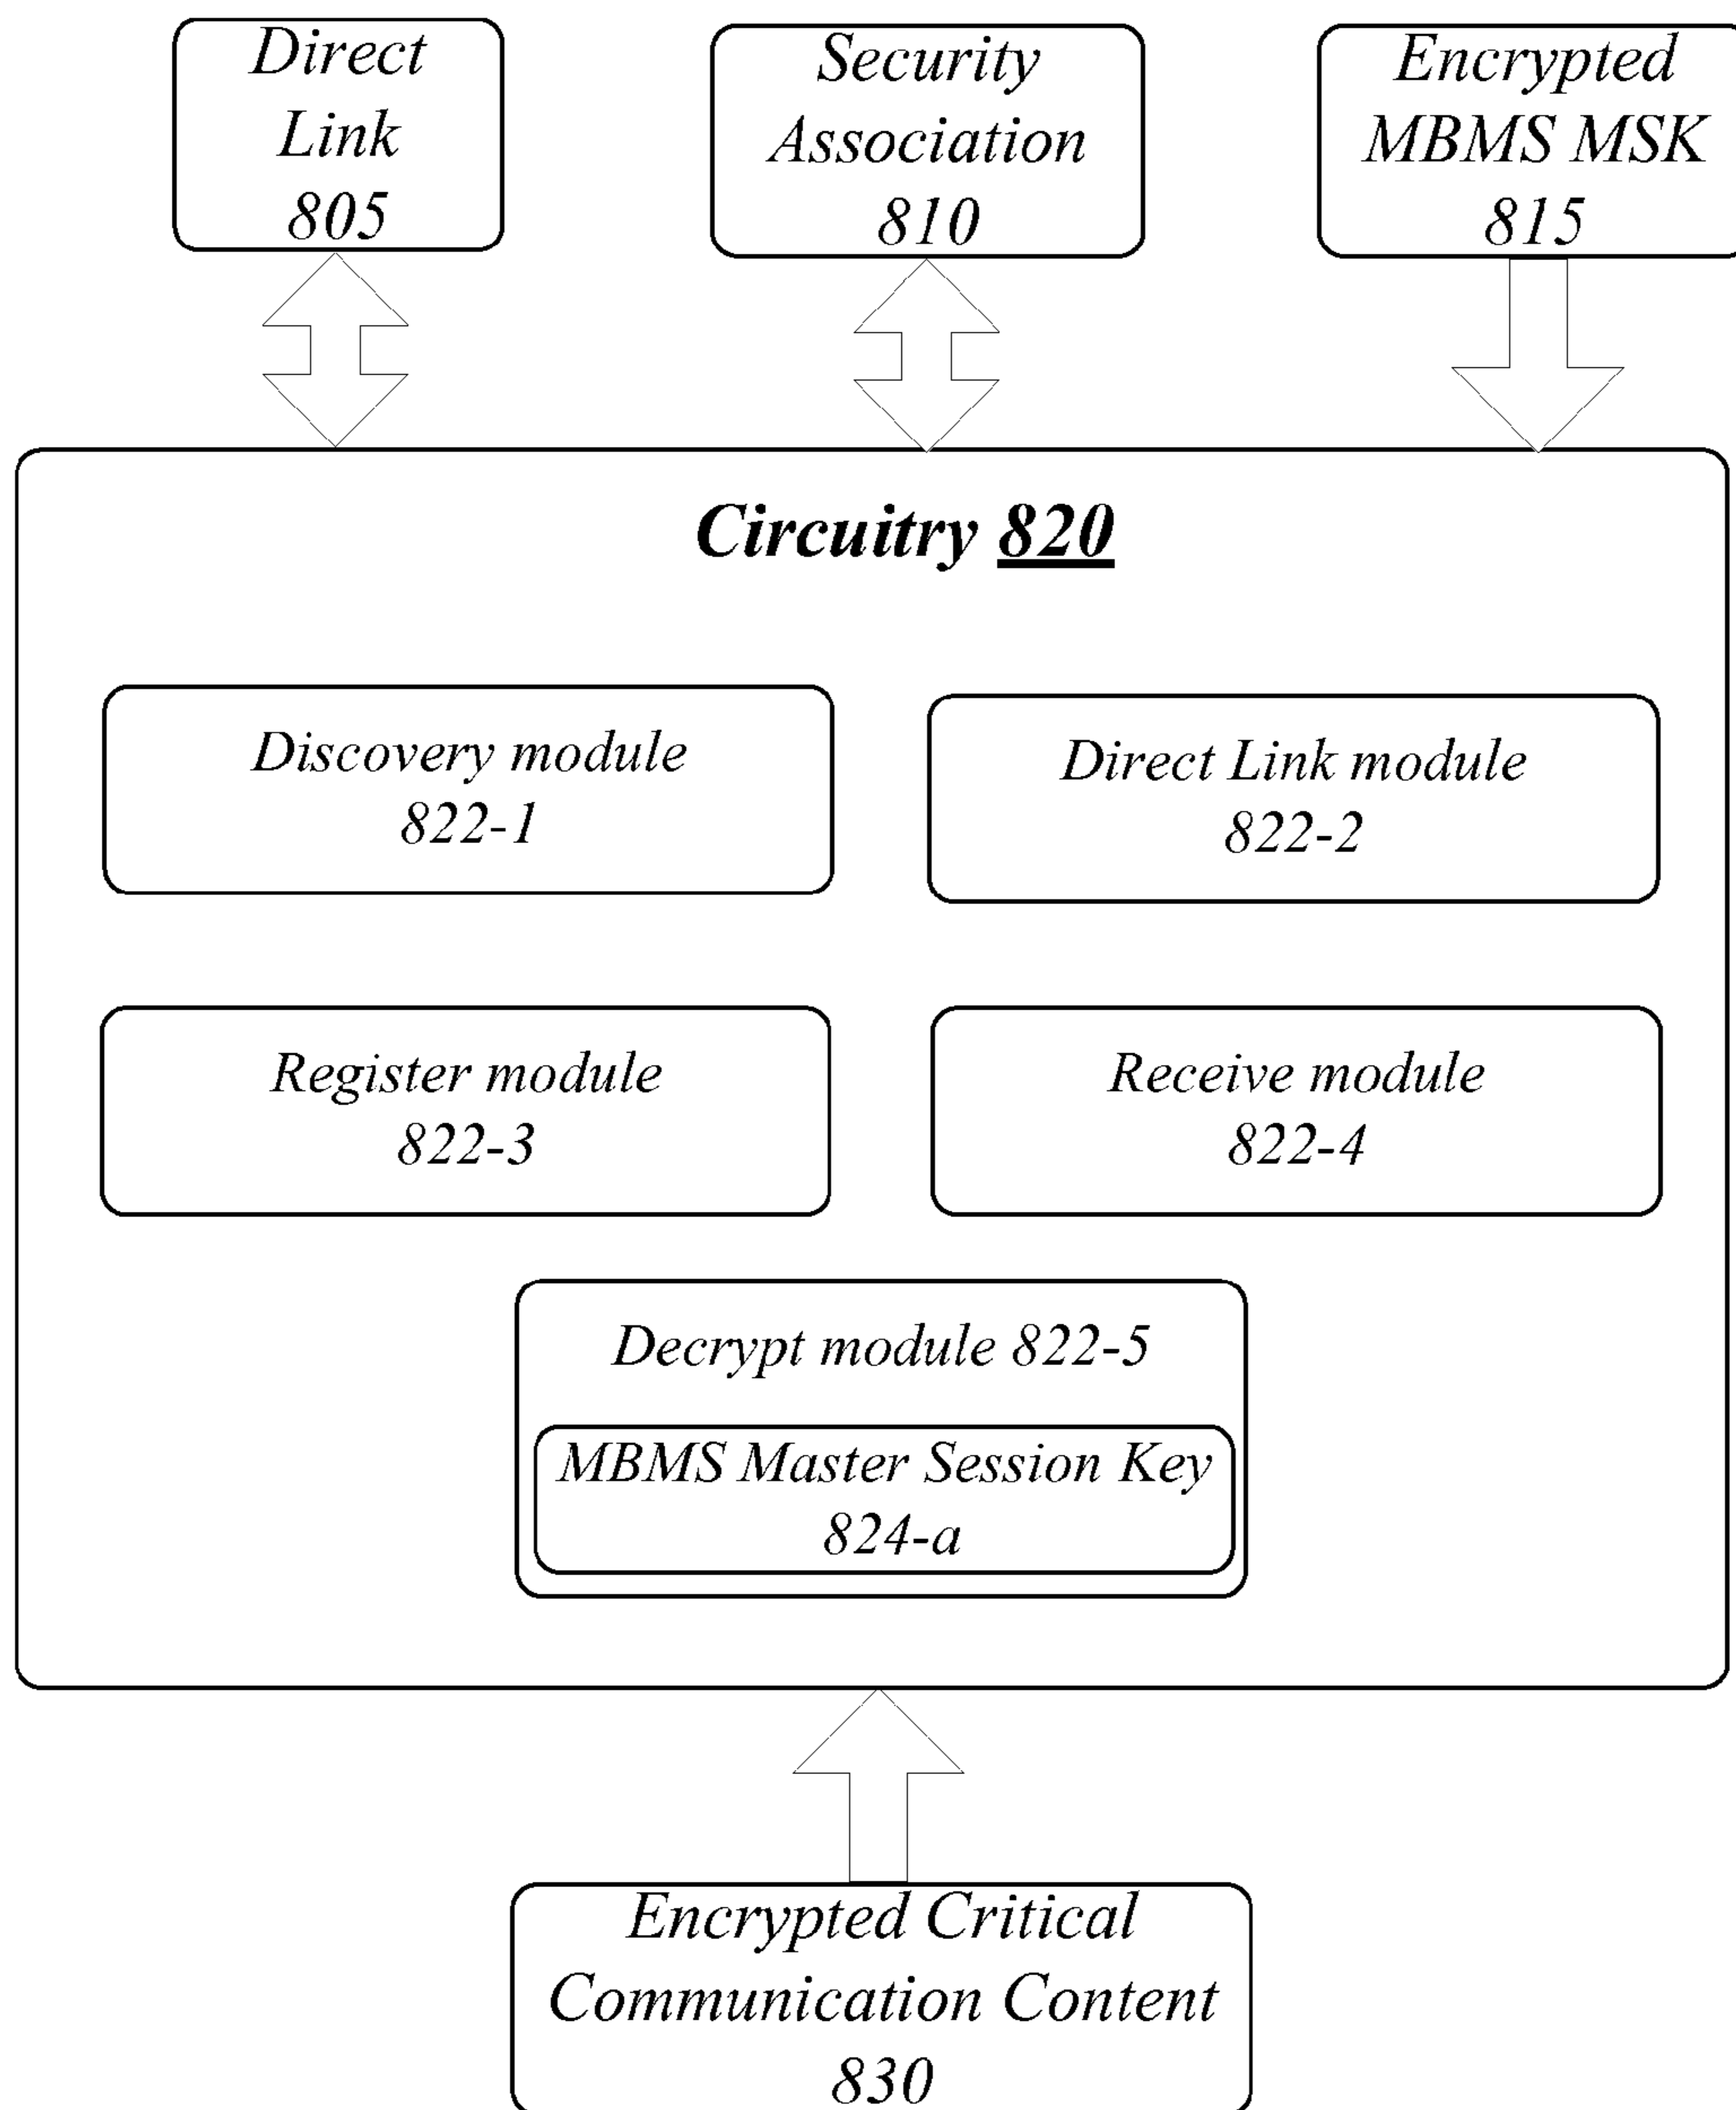 Direct
Link
805
Security
Association
810
Encrypted
MBMS MSK
815
Circuitry 820
Discovery module
822-1
Direct Link module
822-2
Register module
822-3
Receive module
822-4
Decrypt module 822-5
MBMS Master Session Key
824-a
Encrypted Critical
Communication Content
830